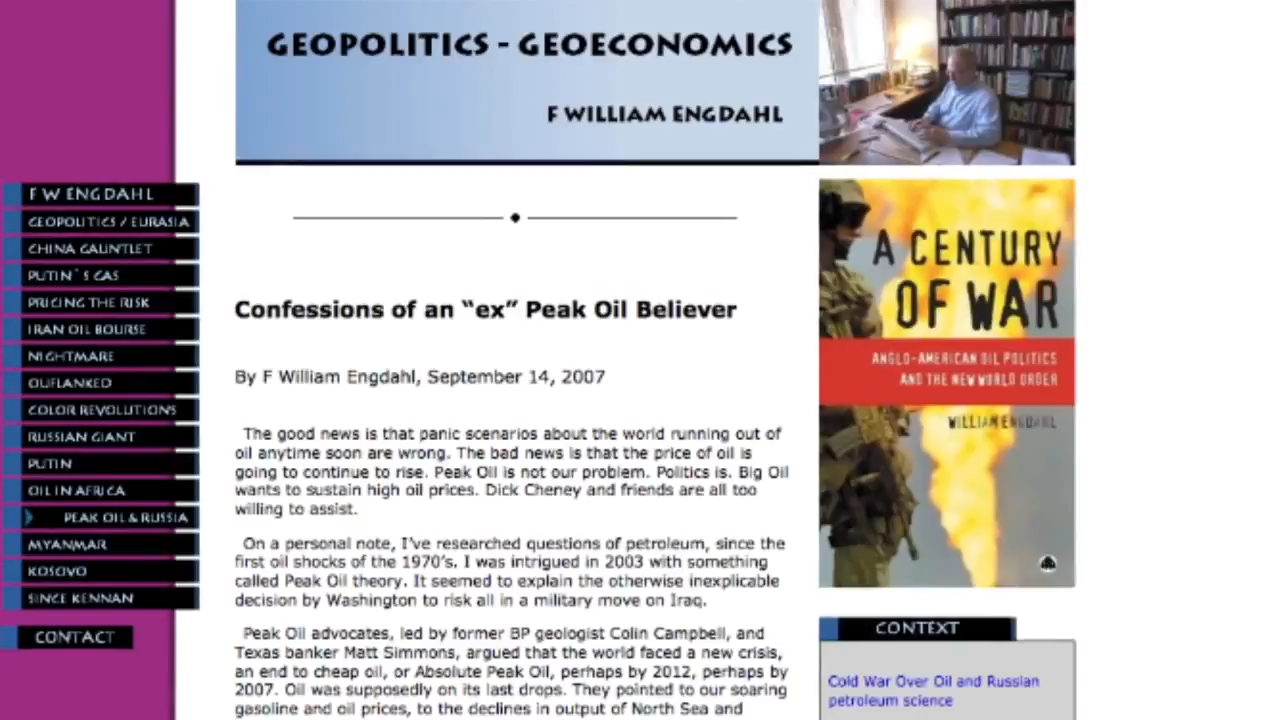 GEOPOLITICS - GEOECONOMICS
F WILLIAM ENGDAHL
F W ENGDAHL
GEOPOLITICS / EURASIA
CHINA GAUNTLET
PUTIN´S GAS
PRICING THE RISK
IRAN OIL BOURSE
NIGHTMARE
OUFLANKED
COLOR REVOLUTIONS
RUSSIAN GIANT
PUTIN
OIL IN AFRICA
PEAK OIL & RUSSIA
MYANMAR
KOSOVO
SINCE KENNAN
CONTACT
Confessions of an “ex” Peak Oil Believer
By F William Engdahl, September 14, 2007
The good news is that panic scenarios about the world running out of
oil anytime soon are wrong. The bad news is that the price of oil is
going to continue to rise. Peak Oil is not our problem. Politics is. Big Oil
wants to sustain high oil prices. Dick Cheney and friends are all too
willing to assist.
On a personal note, I’ve researched questions of petroleum, since the
first oil shocks of the 1970’s. I was intrigued in 2003 with something
called Peak Oil theory. It seemed to explain the otherwise inexplicable
decision by Washington to risk all in a military move on Iraq.
Peak Oil advocates, led by former BP geologist Colin Campbell, and
Texas banker Matt Simmons, argued that the world faced a new crisis,
an end to cheap oil, or Absolute Peak Oil, perhaps by 2012, perhaps by
2007. Oil was supposedly on its last drops. They pointed to our soaring
gasoline and oil prices, to the declines in output of North Sea and
A CENTURY
OF WAR
ANGLO-AMERICAN OIL POLITICS
AND THE NEW WORLD ORDER
WILLIAM ENGDAHL
CONTEXT
Cold War Over Oil and Russian
petroleum science